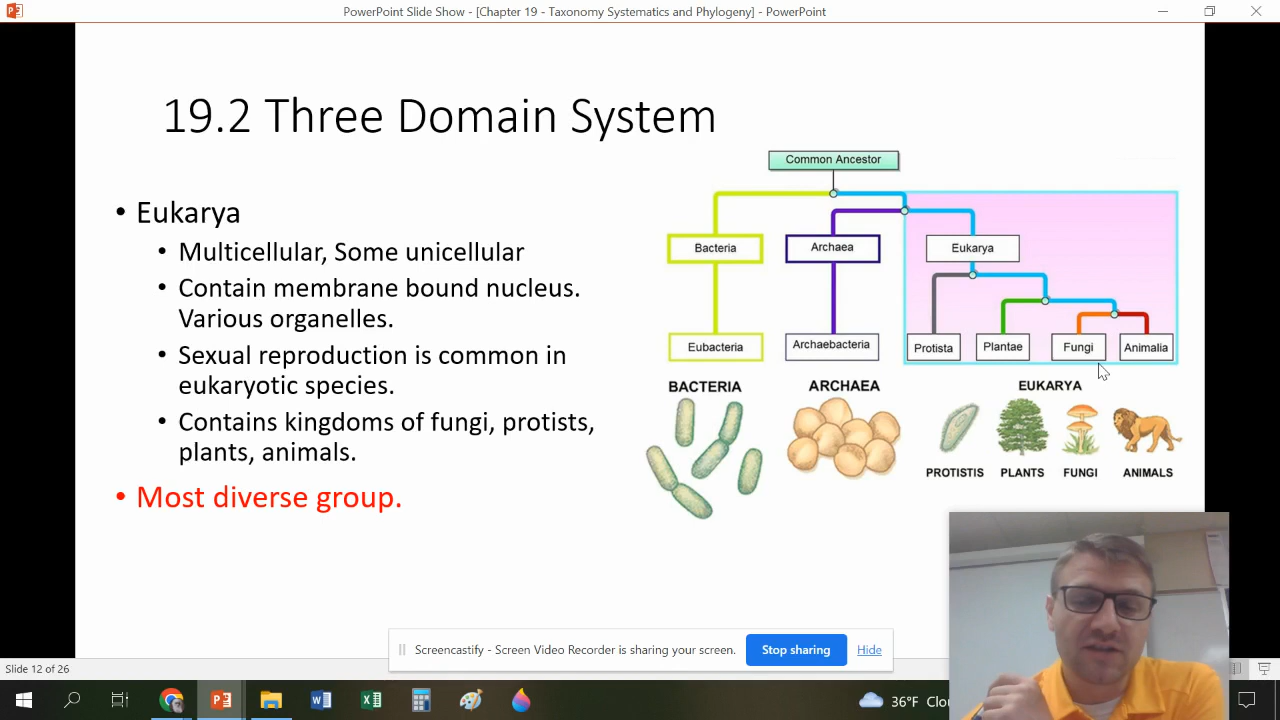 PowerPoint Slide Show - [Chapter 19 - Taxonomy Systematics and Phylogeny] - PowerPoint
19.2 Three Domain System
• Eukarya
• Multicellular, Some unicellular
• Contain membrane bound nucleus.
Various organelles.
• Sexual reproduction is common in
eukaryotic species.
• Contains kingdoms of fungi, protists,
plants, animals.
• Most diverse group.
Common Ancestor
Bacteria
Archaea
Eukarya
Eubacteria
Archaebacteria
Protista
Plantae
Fungi
Animalia
BACTERIA
ARCHAEA
EUKARYA
PROTISTIS
PLANTS
FUNGI
ANIMALS
Screencastify - Screen Video Recorder is sharing your screen.
Stop sharing
Hide
Slide 12 of 26
36°F Clou